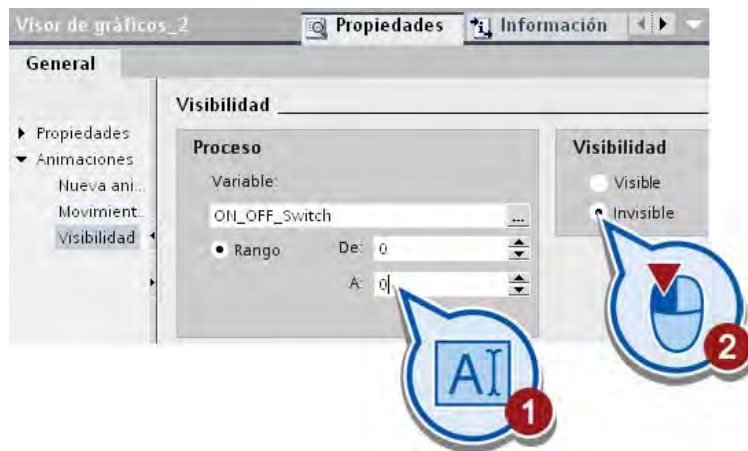 Visor de gráficos_2
Propiedades
Información
General
Visibilidad
Propiedades
Animaciones
Nueva ani...
Movimient...
Visibilidad
Proceso
Variable:
ON_OFF_Switch
...
Rango
De: 0
A: 0
Visibilidad
Visible
Invisible
A
1
2